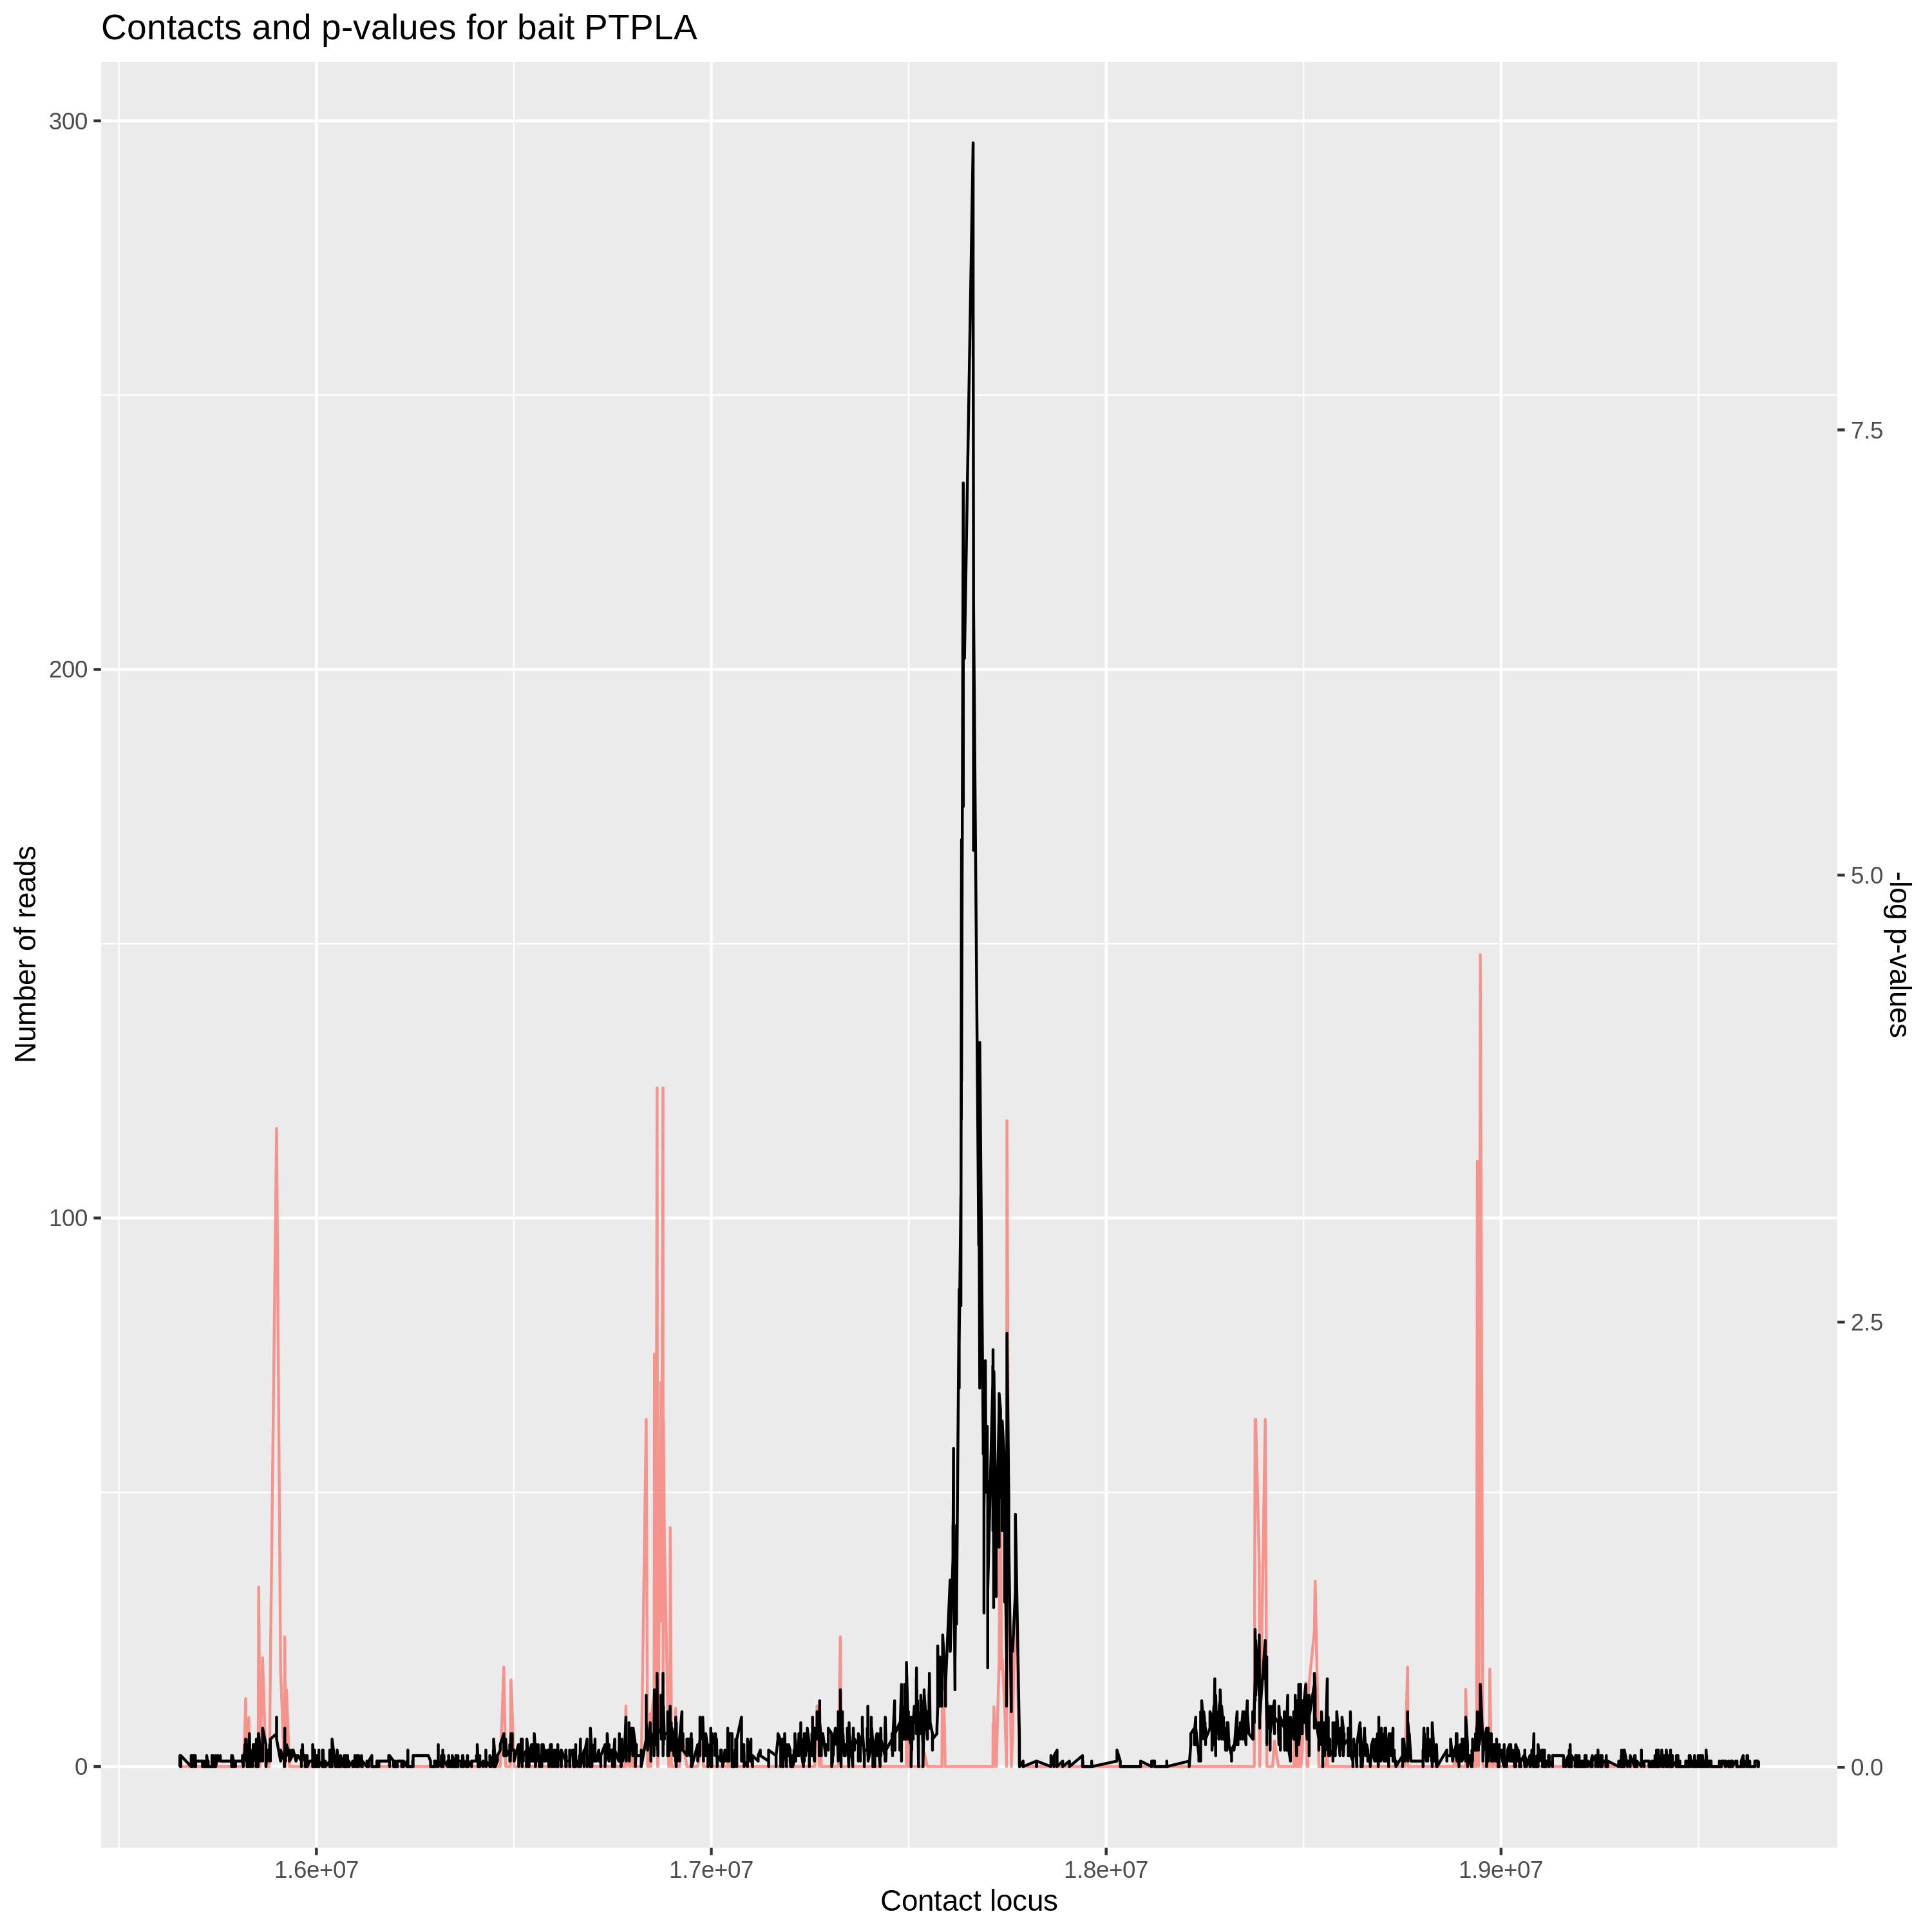 Contacts and p-values for bait PTPLA
300
200
100
0
Number of reads
7.5
5.0
2.5
0.0
-log p-values
1.6e+07
1.7e+07
1.8e+07
1.9e+07
Contact locus